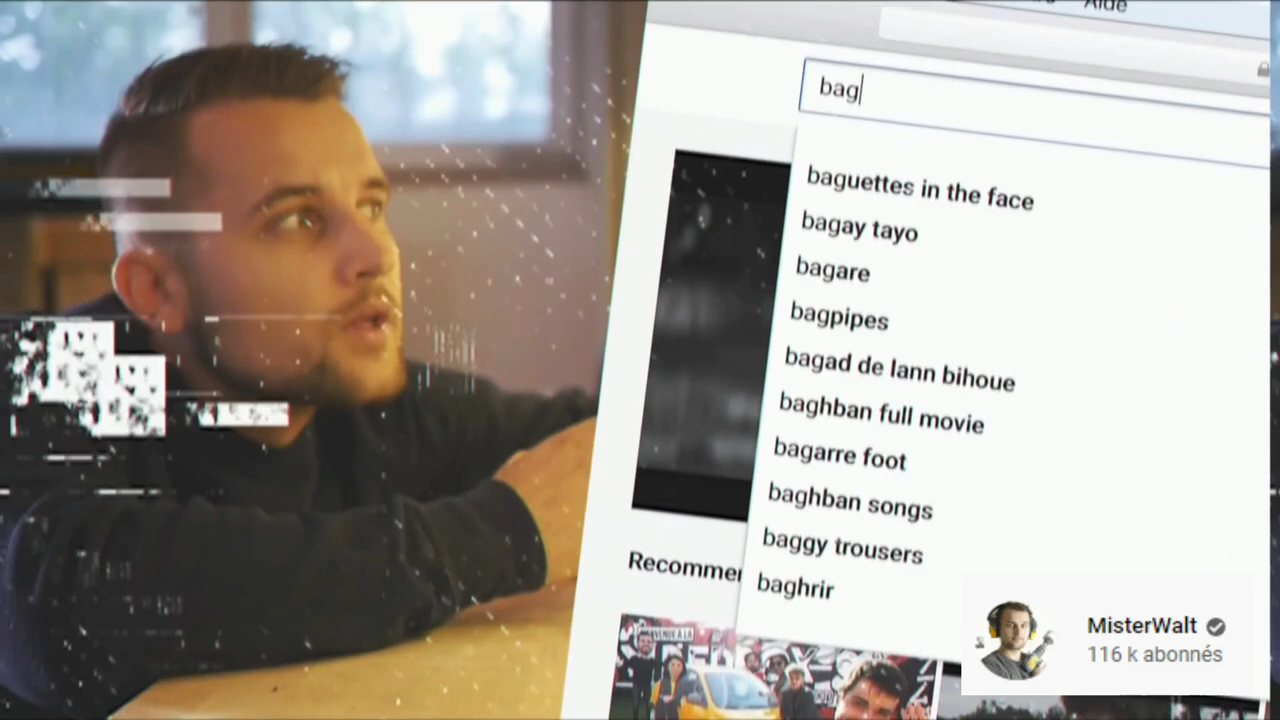 Aide
bag
baguettes in the face
bagay tayo
bagare
bagpipes
bagad de lann bihoue
baghban full movie
bagarre foot
baghban songs
baggy trousers
baghrir
Recommen
MisterWalt
116 k abonnés